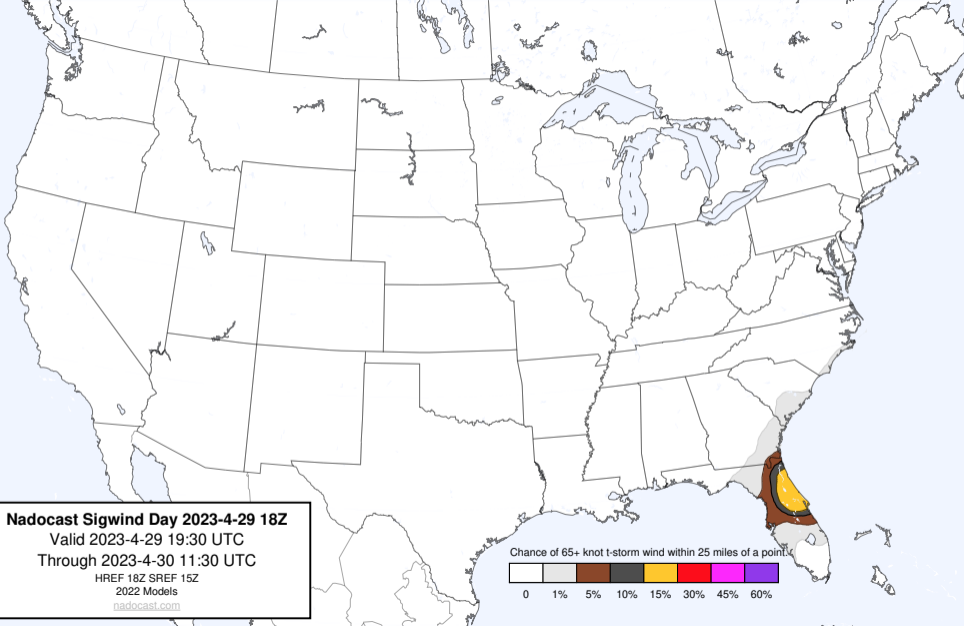 Nadocast Sigwind Day 2023-4-29 18Z
Valid 2023-4-29 19:30 UTC
Through 2023-4-30 11:30 UTC
HREF 18Z SREF 15Z
2022 Models
nadocast.com
Chance of 65+ knot t-storm wind within 25 miles of a point.
0 1% 5% 10% 15% 30% 45% 60%